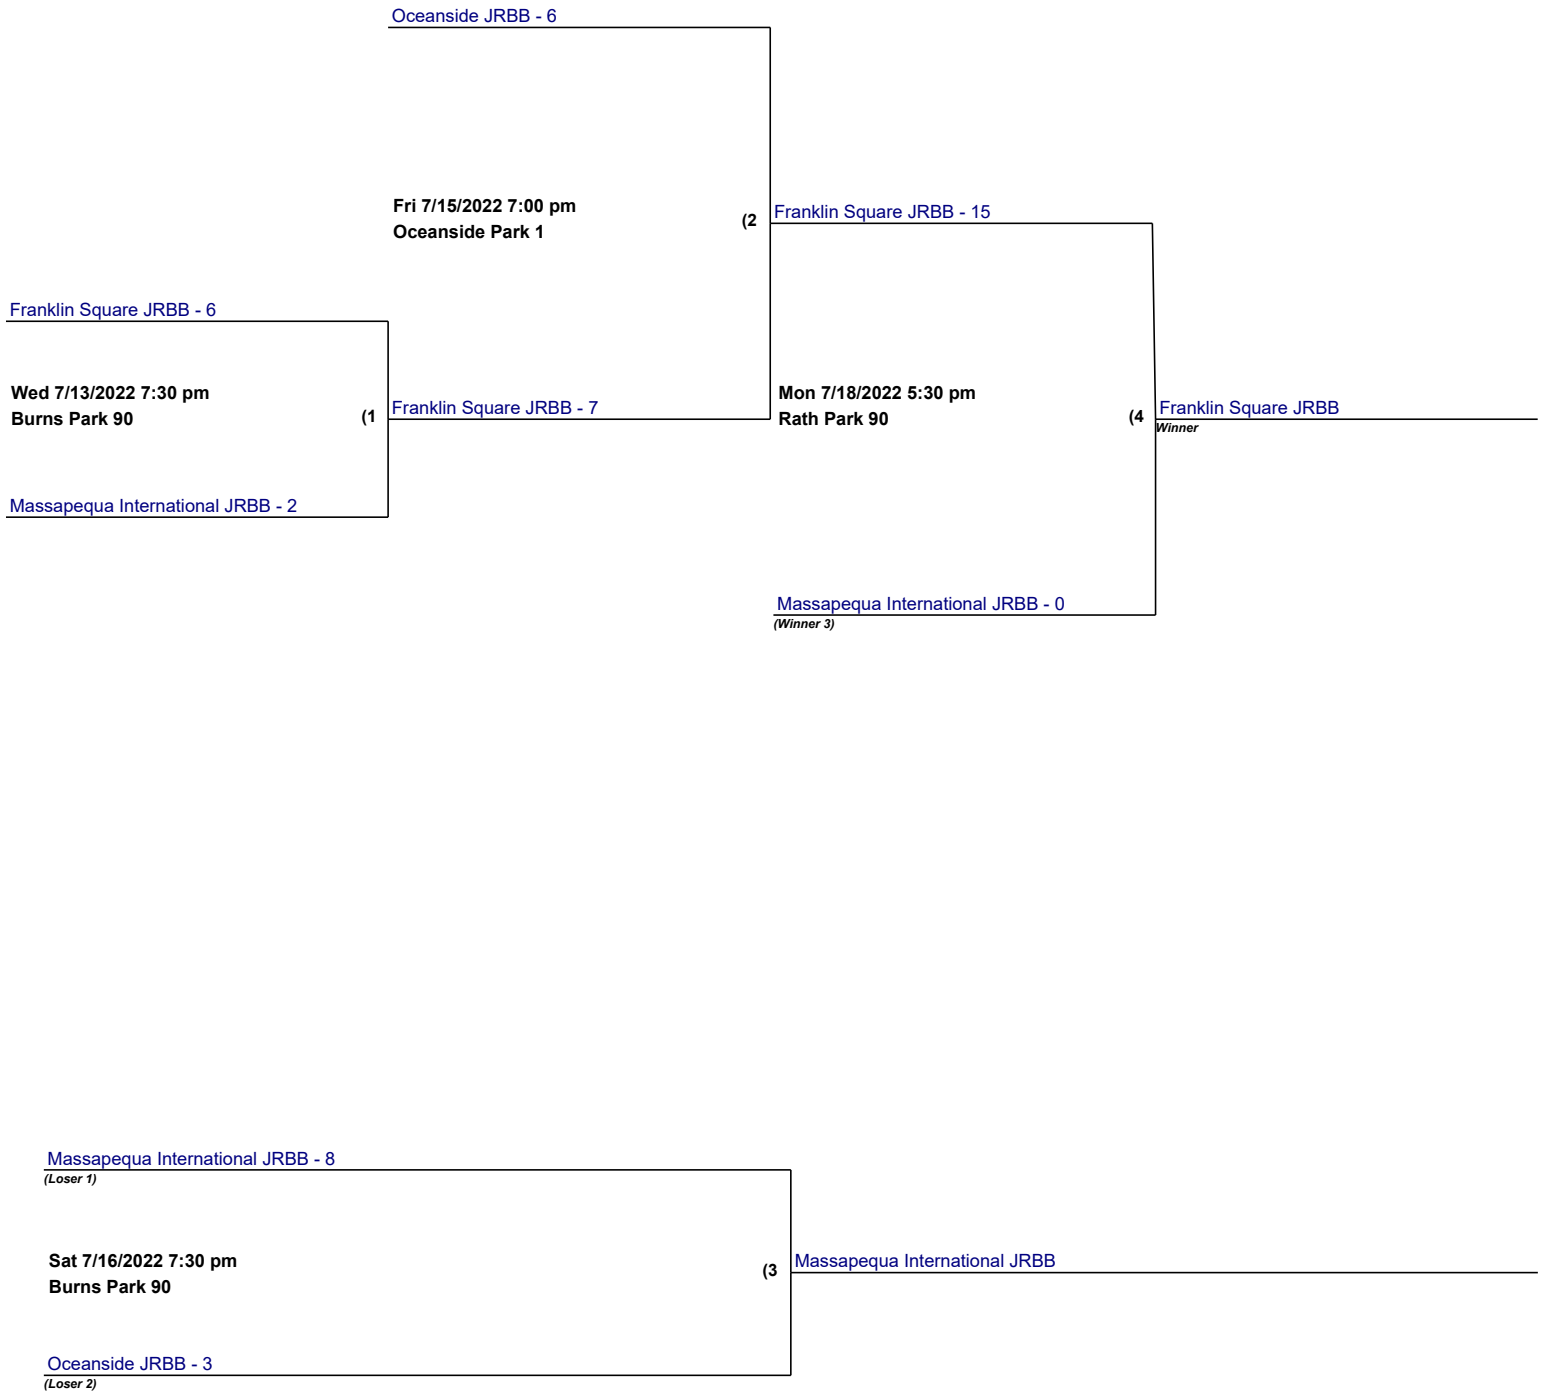 Oceanside JRBB - 6
Fri 7/15/2022 7:00 pm
Oceanside Park 1
(2
Franklin Square JRBB - 15
Franklin Square JRBB - 6
Wed 7/13/2022 7:30 pm
Burns Park 90
(1
Franklin Square JRBB - 7
Mon 7/18/2022 5:30 pm
Rath Park 90
(4
Franklin Square JRBB
Winner
Massapequa International JRBB - 2
Massapequa International JRBB - 0
(Winner 3)
Massapequa International JRBB - 8
(Loser 1)
Sat 7/16/2022 7:30 pm
Burns Park 90
(3
Massapequa International JRBB
Oceanside JRBB - 3
(Loser 2)